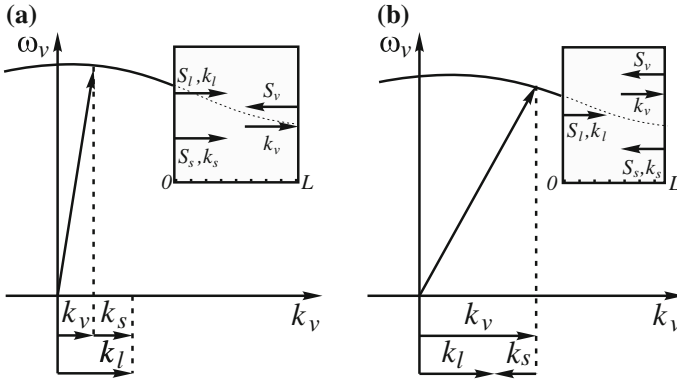 (a)
ω_v
S_l,k_l
S_v
k_v
S_s,k_s
0
L
k_v
k_v
k_s
k_l
(b)
ω_v
S_v
k_v
S_l,k_l
S_s,k_s
0
L
k_v
k_v
k_l
k_s